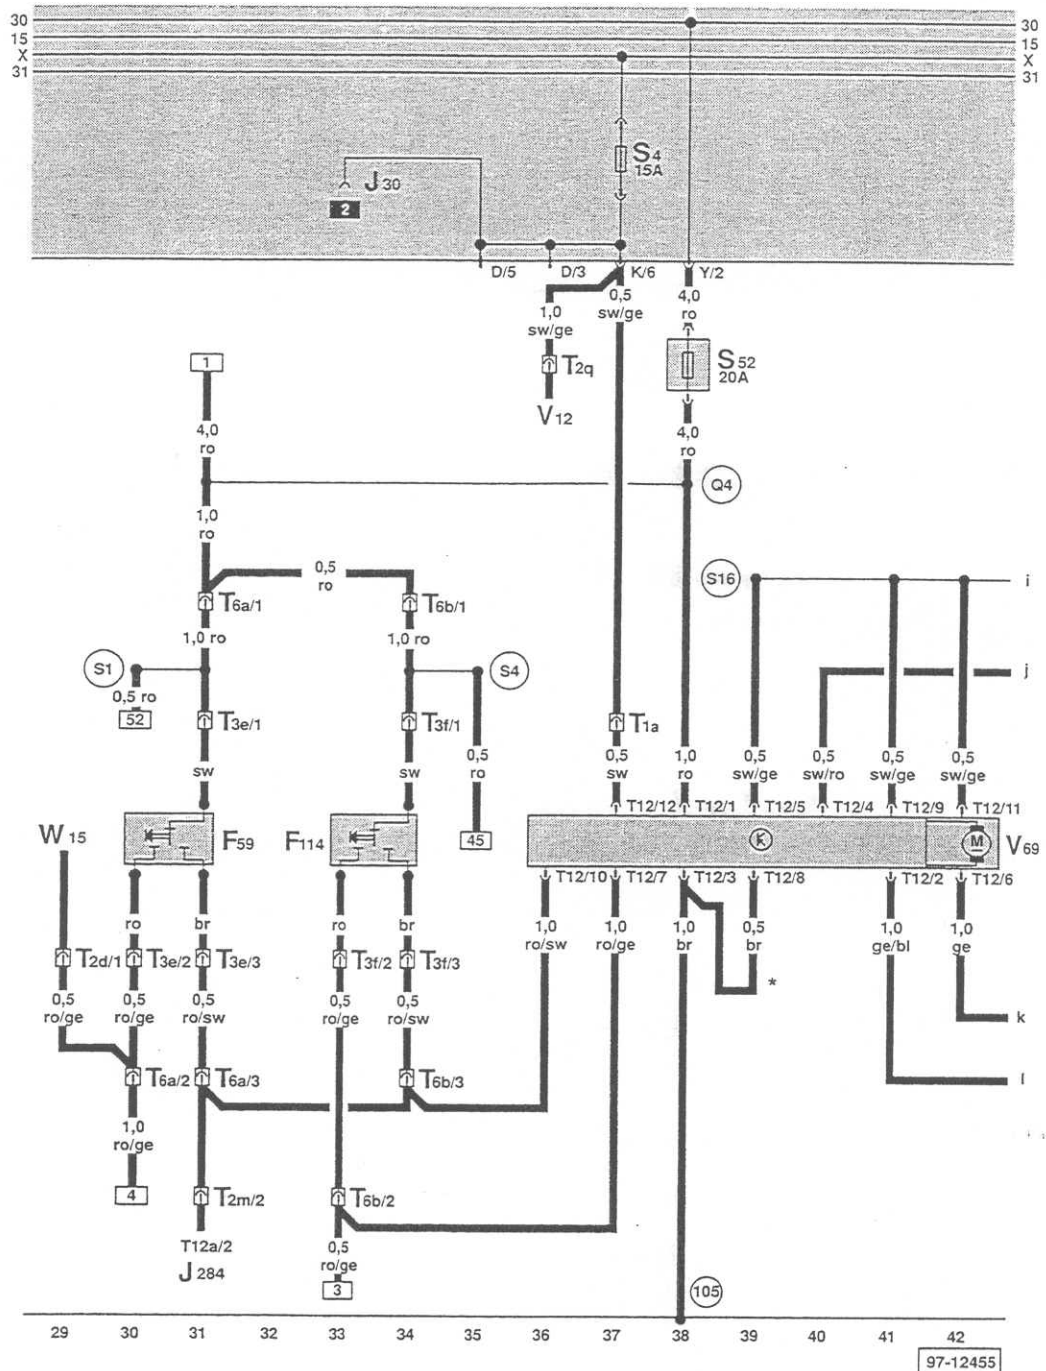 30 30
15 15
X X
31 31
S4
15A
J30
2
D/5 D/3 K/6 Y/2
1,0
sw/ge
0,5
sw/ge
4,0
ro
1
T2q
S52
20A
V12
4,0
ro
4,0
ro
Q4
1,0
ro
0,5
ro
S16
i
T6a/1
T6b/1
1,0 ro
1,0 ro
S1
S4
j
0,5 ro
52
T3e/1
T3f/1
T1a
sw
sw
0,5
ro
0,5
sw
1,0
ro
0,5
sw/ge
0,5
sw/ro
0,5
sw/ge
0,5
sw/ge
T12/12 T12/1 T12/5 T12/4 T12/9 T12/11
W15
F59
F114
45
K
M
V69
T12/10 T12/7 T12/3 T12/8 T12/2 T12/6
ro
br
ro
br
1,0
ro/sw
1,0
ro/ge
1,0
br
0,5
br
1,0
ge/bl
1,0
ge
T2d/1
T3e/2
T3e/3
T3f/2
T3f/3
*
0,5
ro/ge
0,5
ro/ge
0,5
ro/sw
0,5
ro/ge
0,5
ro/sw
k
T6a/2
T6a/3
T6b/3
l
1,0
ro/ge
4
T2m/2
T6b/2
T12a/2
J284
0,5
ro/ge
3
105
29 30 31 32 33 34 35 36 37 38 39 40 41 42
97-12455